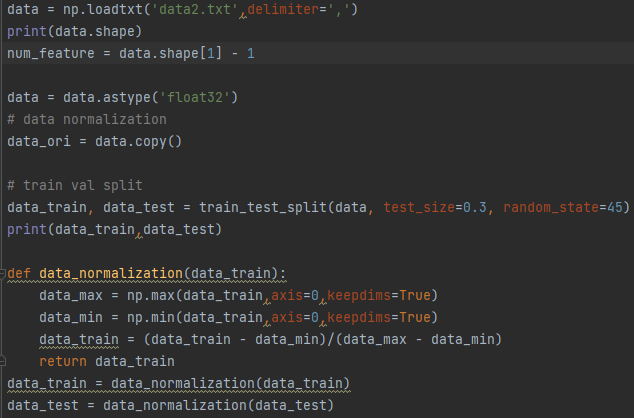 data = np.loadtxt('data2.txt',delimiter=',')
print(data.shape)
num_feature = data.shape[1] - 1
data = data.astype('float32')
# data normalization
data_ori = data.copy()
# train val split
data_train, data_test = train_test_split(data, test_size=0.3, random_state=45)
print(data_train,data_test)
def data_normalization(data_train):
    data_max = np.max(data_train,axis=0,keepdims=True)
    data_min = np.min(data_train,axis=0,keepdims=True)
    data_train = (data_train - data_min)/(data_max - data_min)
    return data_train
data_train = data_normalization(data_train)
data_test = data_normalization(data_test)